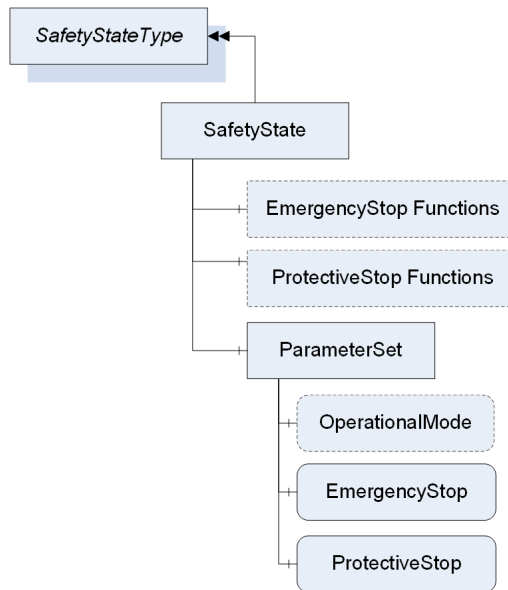 SafetyStateType
SafetyState
EmergencyStop Functions
ProtectiveStop Functions
ParameterSet
OperationalMode
EmergencyStop
ProtectiveStop